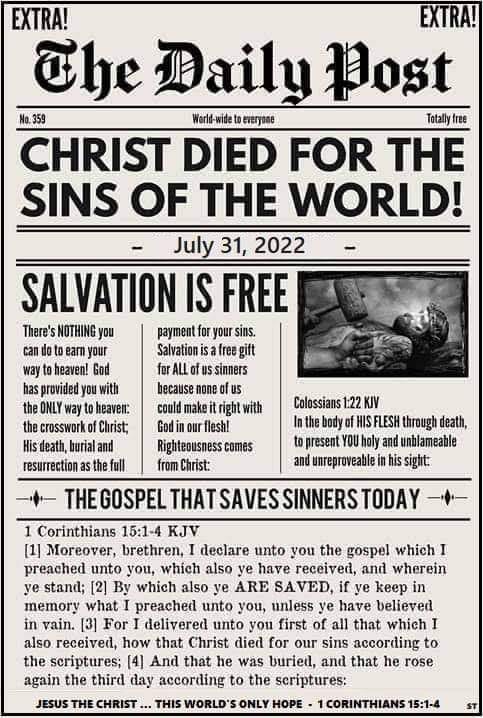 EXTRA!
EXTRA!
The Daily Post
No. 359 World-wide to everyone Totally free
CHRIST DIED FOR THE
SINS OF THE WORLD!
- July 31, 2022 -
SALVATION IS FREE
There's NOTHING you
can do to earn your
way to heaven! God
has provided you with
the ONLY way to heaven:
the crosswork of Christ;
His death, burial and
resurrection as the full
payment for your sins.
Salvation is a free gift
for ALL of us sinners
because none of us
could make it right with
God in our flesh!
Righteousness comes
from Christ:
Colossians 1:22 KJV
In the body of HIS FLESH through death,
to present YOU holy and unblameable
and unreproveable in his sight:
THE GOSPEL THAT SAVES SINNERS TODAY
1 Corinthians 15:1-4 KJV
[1] Moreover, brethren, I declare unto you the gospel which I
preached unto you, which also ye have received, and wherein
ye stand; [2] By which also ye ARE SAVED, if ye keep in
memory what I preached unto you, unless ye have believed
in vain. [3] For I delivered unto you first of all that which I
also received, how that Christ died for our sins according to
the scriptures; [4] And that he was buried, and that he rose
again the third day according to the scriptures:
JESUS THE CHRIST ... THIS WORLD`S ONLY HOPE - 1 CORINTHIANS 15:1-4 ST